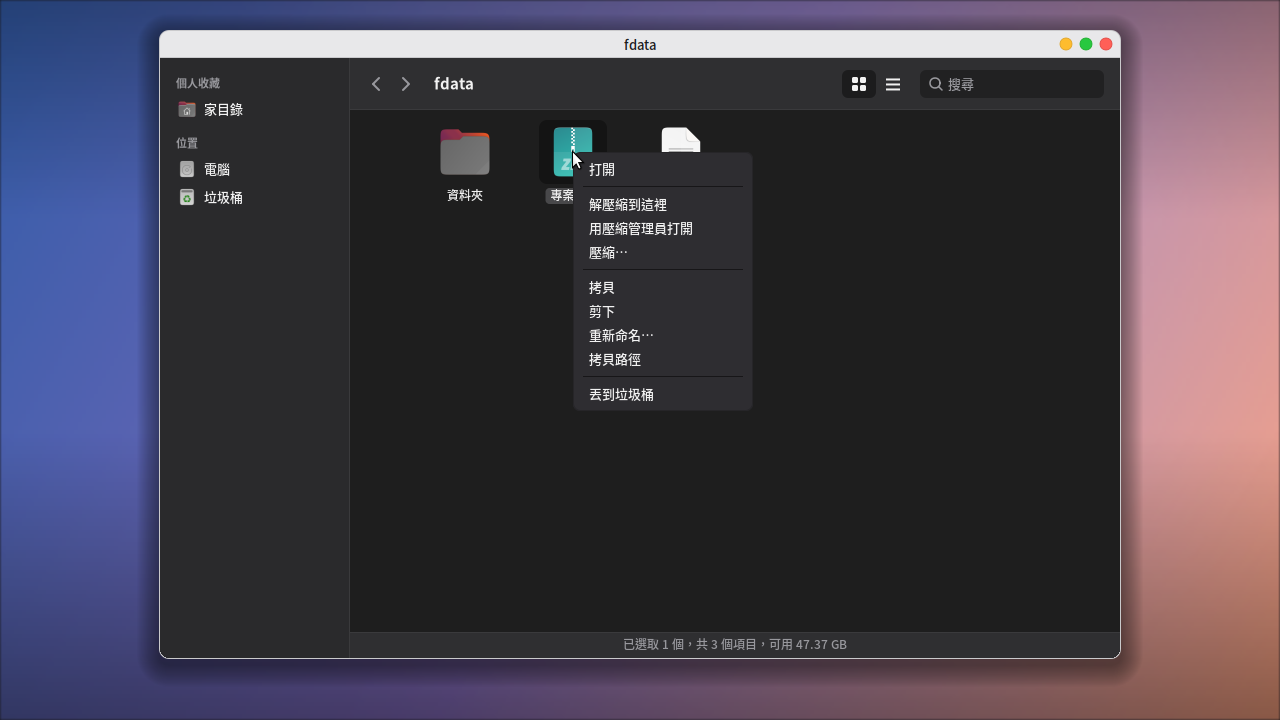 fdata
個人收藏
家目錄
位置
電腦
垃圾桶
fdata
搜尋
資料夾
專案
打開
解壓縮到這裡
用壓縮管理員打開
壓縮⋯
拷貝
剪下
重新命名⋯
拷貝路徑
丟到垃圾桶
已選取 1 個，共 3 個項目，可用 47.37 GB